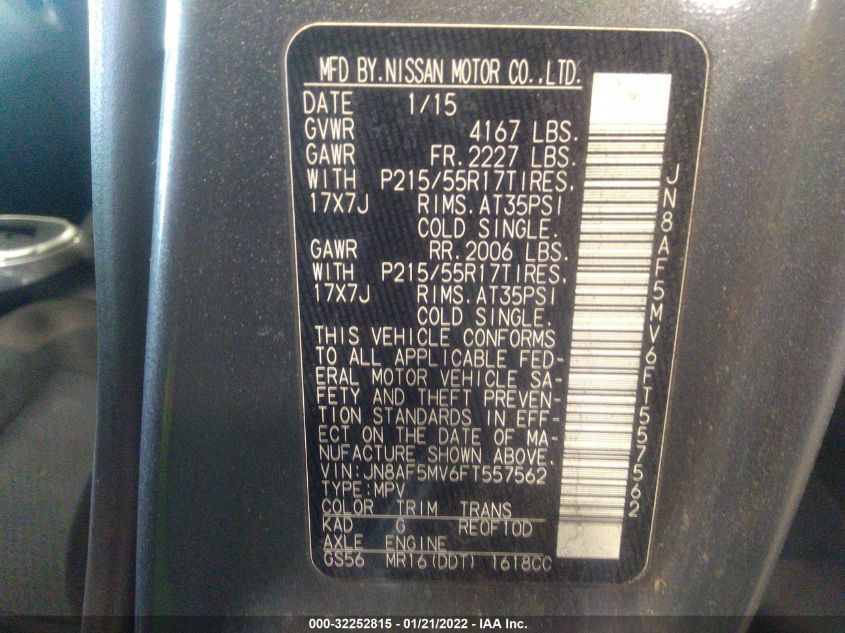 MFD BY.NISSAN MOTOR CO.,LTD.
DATE 1/15
GVWR 4167 LBS.
GAWR FR.2227 LBS.
WITH P215/55R17TIRES,
17X7J RIMS.AT35PSI
COLD SINGLE.
GAWR RR.2006 LBS.
WITH P215/55R17TIRES,
17X7J RIMS.AT35PSI
COLD SINGLE.
THIS VEHICLE CONFORMS
TO ALL APPLICABLE FED-
ERAL MOTOR VEHICLE SA-
FETY AND THEFT PREVEN-
TION STANDARDS IN EFF-
ECT ON THE DATE OF MA-
NUFACTURE SHOWN ABOVE.
VIN:JN8AF5MV6FT557562
TYPE:MPV
COLOR TRIM TRANS
KAD G RE0F10D
AXLE ENGINE
GS56 MR16(DDT) 1618CC
JN8AF5MV6FT557562
000-32252815 - 01/21/2022 - IAA Inc.